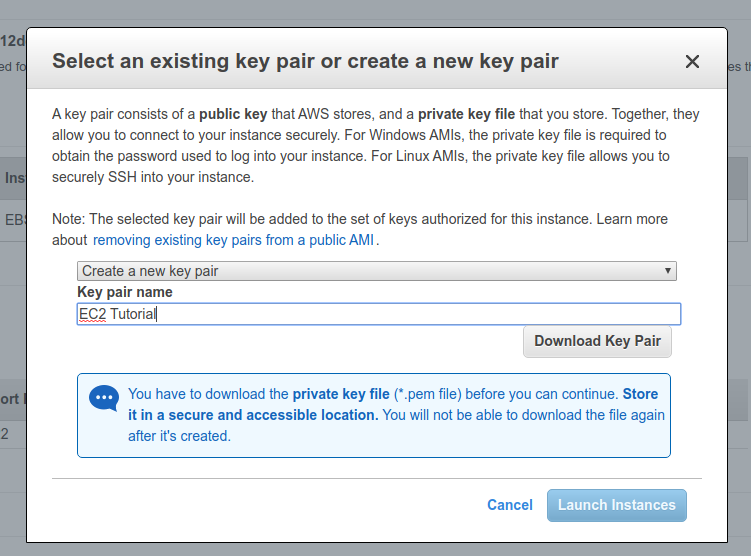 12d
Select an existing key pair or create a new key pair
ed fo
es th
A key pair consists of a public key that AWS stores, and a private key file that you store. Together, they
allow you to connect to your instance securely. For Windows AMIs, the private key file is required to
obtain the password used to log into your instance. For Linux AMIs, the private key file allows you to
securely SSH into your instance.
Ins
EBS
Note: The selected key pair will be added to the set of keys authorized for this instance. Learn more
about removing existing key pairs from a public AMI.
Create a new key pair
Key pair name
EC2 Tutorial
Download Key Pair
You have to download the private key file (*.pem file) before you can continue. Store
it in a secure and accessible location. You will not be able to download the file again
after it's created.
ort
2
Cancel Launch Instances